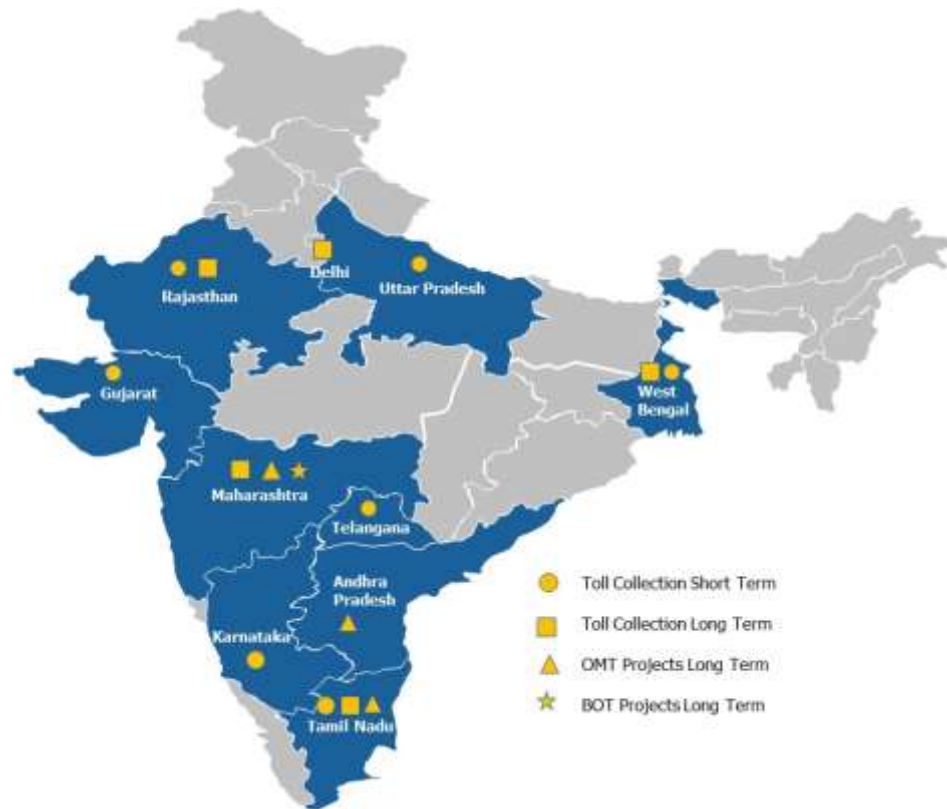 Delhi
Uttar Pradesh
Rajasthan
Gujarat
West
Bengal
Maharashtra
Telangana
Andhra
Pradesh
Karnataka
Tamil Nadu
Toll Collection Short Term
Toll Collection Long Term
OMT Projects Long Term
BOT Projects Long Term